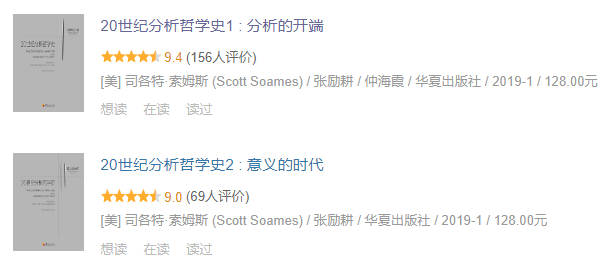 20世纪分析哲学史1 : 分析的开端
9.4 (156人评价)
[美] 司各特·索姆斯 (Scott Soames) / 张励耕 / 仲海霞 / 华夏出版社 / 2019-1 / 128.00元
想读 在读 读过
20世纪分析哲学史2 : 意义的时代
9.0 (69人评价)
[美] 司各特·索姆斯 (Scott Soames) / 张励耕 / 华夏出版社 / 2019-1 / 128.00元
想读 在读 读过